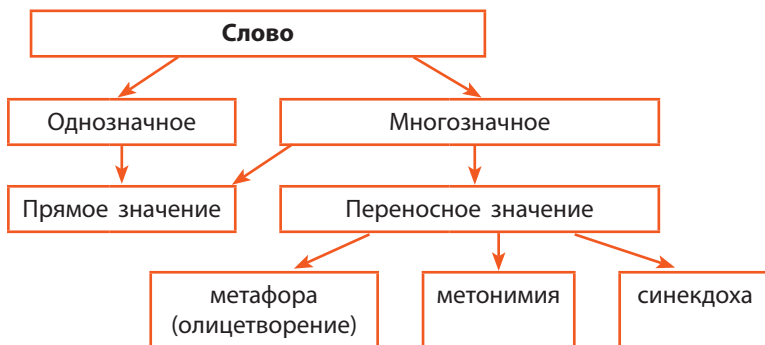 Слово
Однозначное
Многозначное
Прямое значение
Переносное значение
метафора
(олицетворение)
метонимия
синекдоха